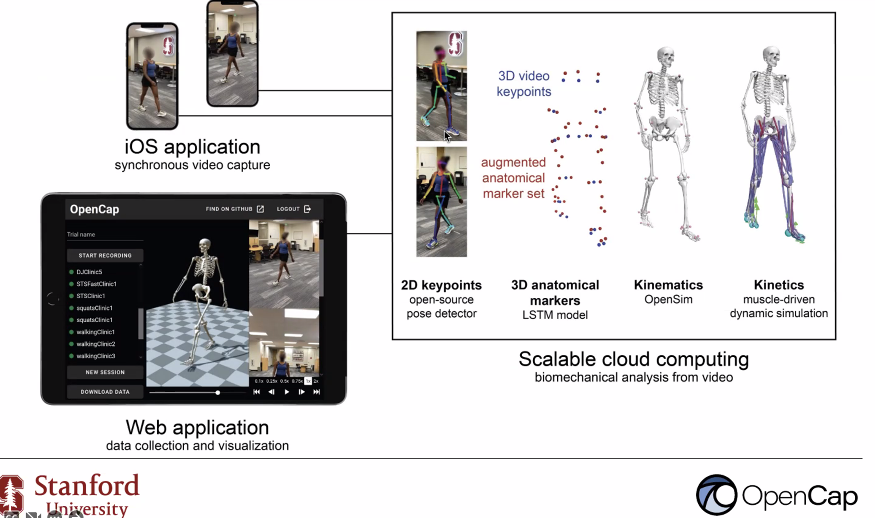 iOS application
synchronous video capture
OpenCap
FIND ON GITHUB
LOGOUT
Trial name
START RECORDING
DJClinic5
STSFastClinic1
STSClinic1
squatsClinic1
squatsClinic1
walkingClinic1
walkingClinic2
walkingClinic3
NEW SESSION
DOWNLOAD DATA
0.1x 0.25x 0.5x 0.75x 1x 2x
Web application
data collection and visualization
3D video
keypoints
augmented
anatomical
marker set
2D keypoints
open-source
pose detector
3D anatomical
markers
LSTM model
Kinematics
OpenSim
Kinetics
muscle-driven
dynamic simulation
Scalable cloud computing
biomechanical analysis from video
Stanford
University
OpenCap